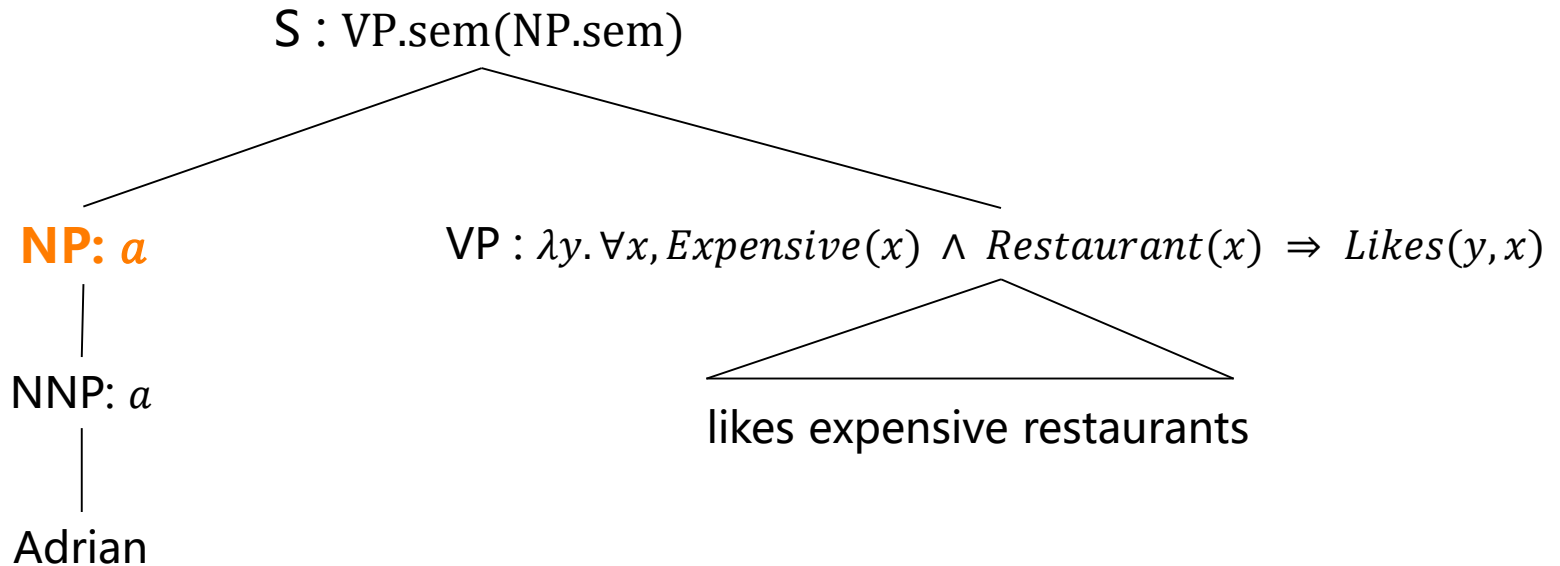 S : VP.sem(NP.sem)
NP: 𝑎
VP : 𝜆𝑦. ∀𝑥, 𝐸𝑥𝑝𝑒𝑛𝑠𝑖𝑣𝑒(𝑥) ∧ 𝑅𝑒𝑠𝑡𝑎𝑢𝑟𝑎𝑛𝑡(𝑥) ⇒ 𝐿𝑖𝑘𝑒𝑠(𝑦, 𝑥)
NNP: 𝑎
likes expensive restaurants
Adrian